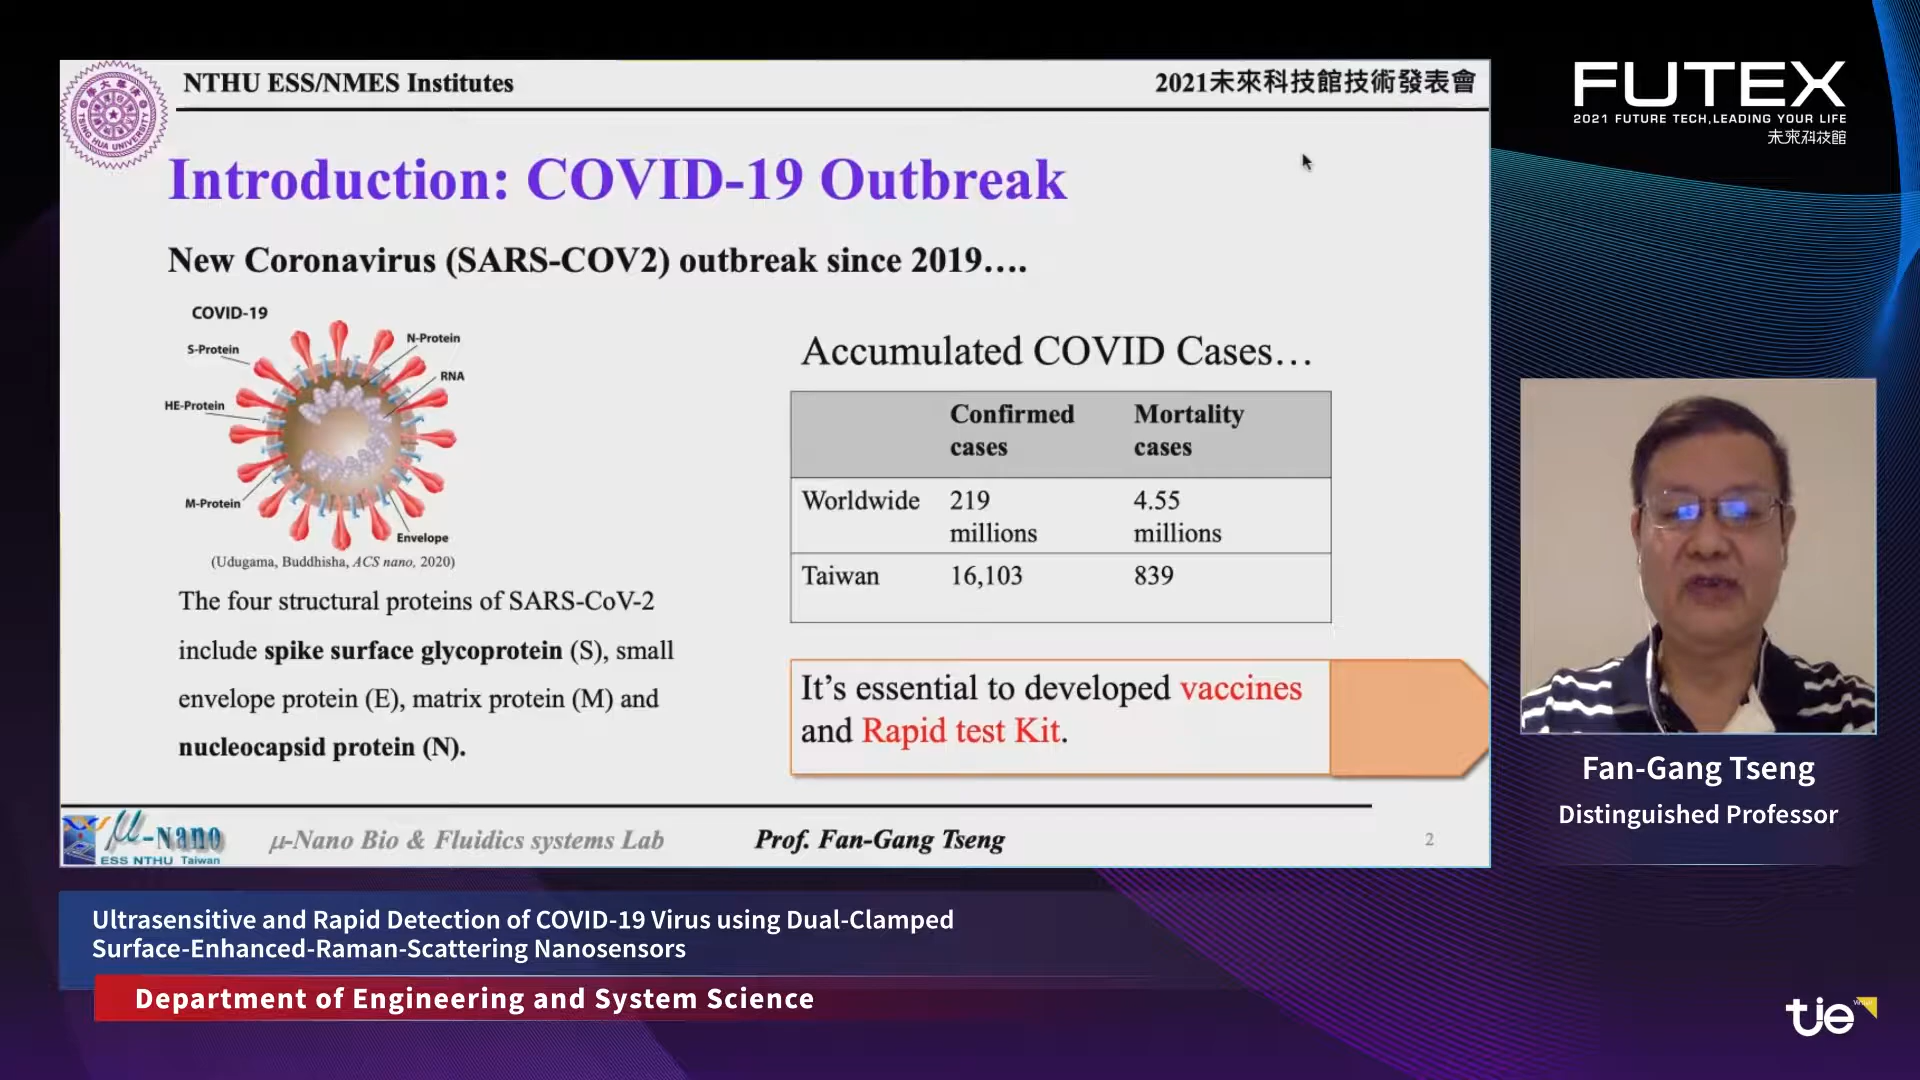 NTHU ESS/NMES Institutes
2021未來科技館技術發表會
Introduction: COVID-19 Outbreak
New Coronavirus (SARS-COV2) outbreak since 2019….
COVID-19
S-Protein
N-Protein
RNA
HE-Protein
M-Protein
Envelope
(Udugama, Buddhisha, ACS nano, 2020)
The four structural proteins of SARS-CoV-2
include spike surface glycoprotein (S), small
envelope protein (E), matrix protein (M) and
nucleocapsid protein (N).
Accumulated COVID Cases…
Confirmed cases
Mortality cases
Worldwide 219 millions 4.55 millions
Taiwan 16,103 839
It’s essential to developed vaccines
and Rapid test Kit.
μ-Nano
ESS NTHU Taiwan
μ-Nano Bio & Fluidics systems Lab
Prof. Fan-Gang Tseng
2
FUTEX
2021 FUTURE TECH,LEADING YOUR LIFE
未來科技館
Fan-Gang Tseng
Distinguished Professor
Ultrasensitive and Rapid Detection of COVID-19 Virus using Dual-Clamped
Surface-Enhanced-Raman-Scattering Nanosensors
Department of Engineering and System Science
tie